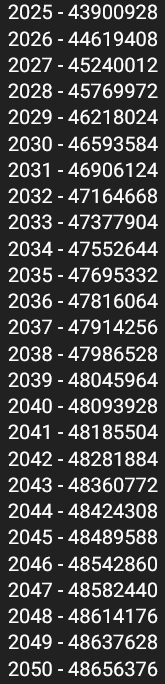 2025 - 43900928
2026 - 44619408
2027 - 45240012
2028 - 45769972
2029 - 46218024
2030 - 46593584
2031 - 46906124
2032 - 47164668
2033 - 47377904
2034 - 47552644
2035 - 47695332
2036 - 47816064
2037 - 47914256
2038 - 47986528
2039 - 48045964
2040 - 48093928
2041 - 48185504
2042 - 48281884
2043 - 48360772
2044 - 48424308
2045 - 48489588
2046 - 48542860
2047 - 48582440
2048 - 48614176
2049 - 48637628
2050 - 48656376